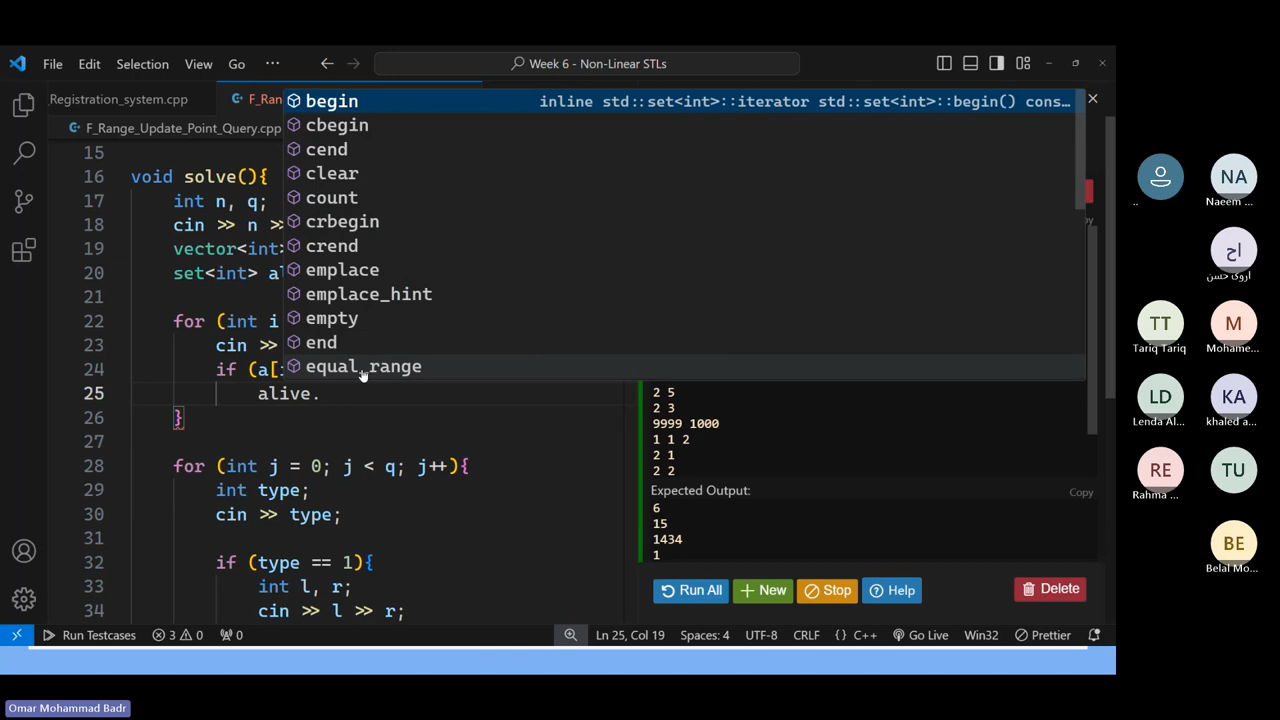 File Edit Selection View Go ··· Week 6 - Non-Linear STLs
Registration_system.cpp F_Ran
F_Range_Update_Point_Query.cpp
begin inline std::set<int>::iterator std::set<int>::begin() cons…
cbegin
cend
clear
count
crbegin
crend
emplace
emplace_hint
empty
end
equal_range
15
16 void solve(){
17 int n, q;
18 cin >> n >>
19 vector<int>
20 set<int> al
21
22 for (int i
23 cin >>
24 if (a[i
25 alive.
26 }
27
28 for (int j = 0; j < q; j++){
29 int type;
30 cin >> type;
31
32 if (type == 1){
33 int l, r;
34 cin >> l >> r;
2 5
2 3
9999 1000
1 1 2
2 1
2 2
Expected Output: Copy
6
15
1434
1
Run All New Stop Help Delete
Run Testcases 3 0 0 Ln 25, Col 19 Spaces: 4 UTF-8 CRLF {} C++ Go Live Win32 Prettier
..
NA
Naeem ...
اح
اروى حسن
TT
Tariq Tariq
M
Mohame...
LD
Lenda Al...
KA
khaled a...
RE
Rahma ...
TU
BE
Belal Mo...
Omar Mohammad Badr